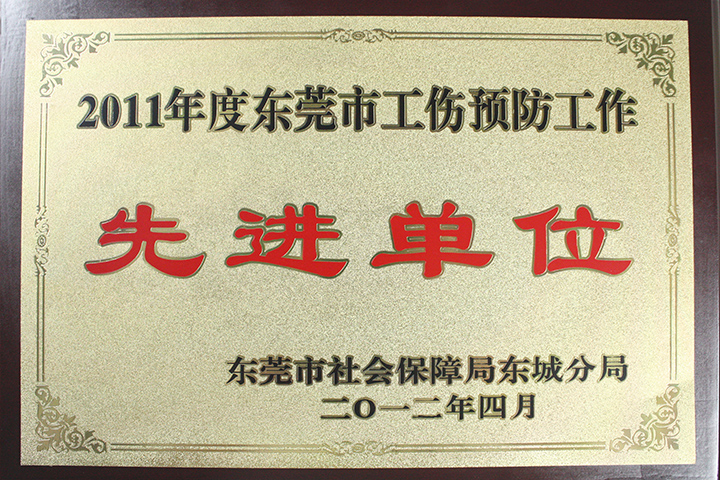 2011年度东莞市工伤预防工作
先进单位
东莞市社会保障局东城分局
二O一二年四月